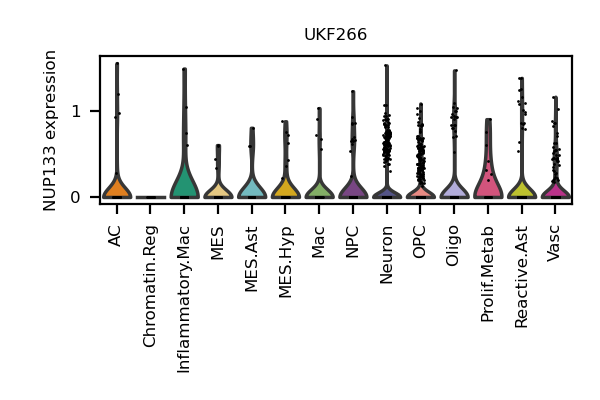 UKF266
NUP133 expression
1
0
AC
Chromatin.Reg
Inflammatory.Mac
MES
MES.Ast
MES.Hyp
Mac
NPC
Neuron
OPC
Oligo
Prolif.Metab
Reactive.Ast
Vasc